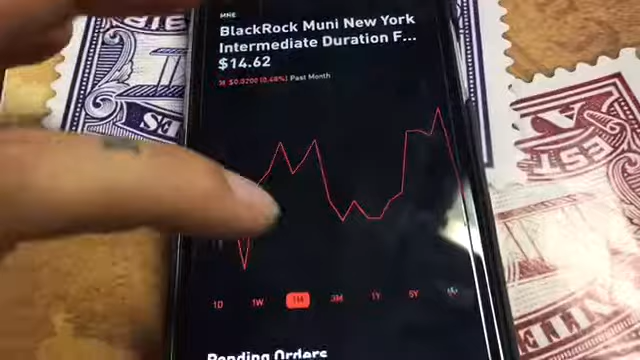 MNE
BlackRock Muni New York
Intermediate Duration F...
$14.62
Past Month
1D 1W 1M 3M 1Y 5Y
Pending Orders